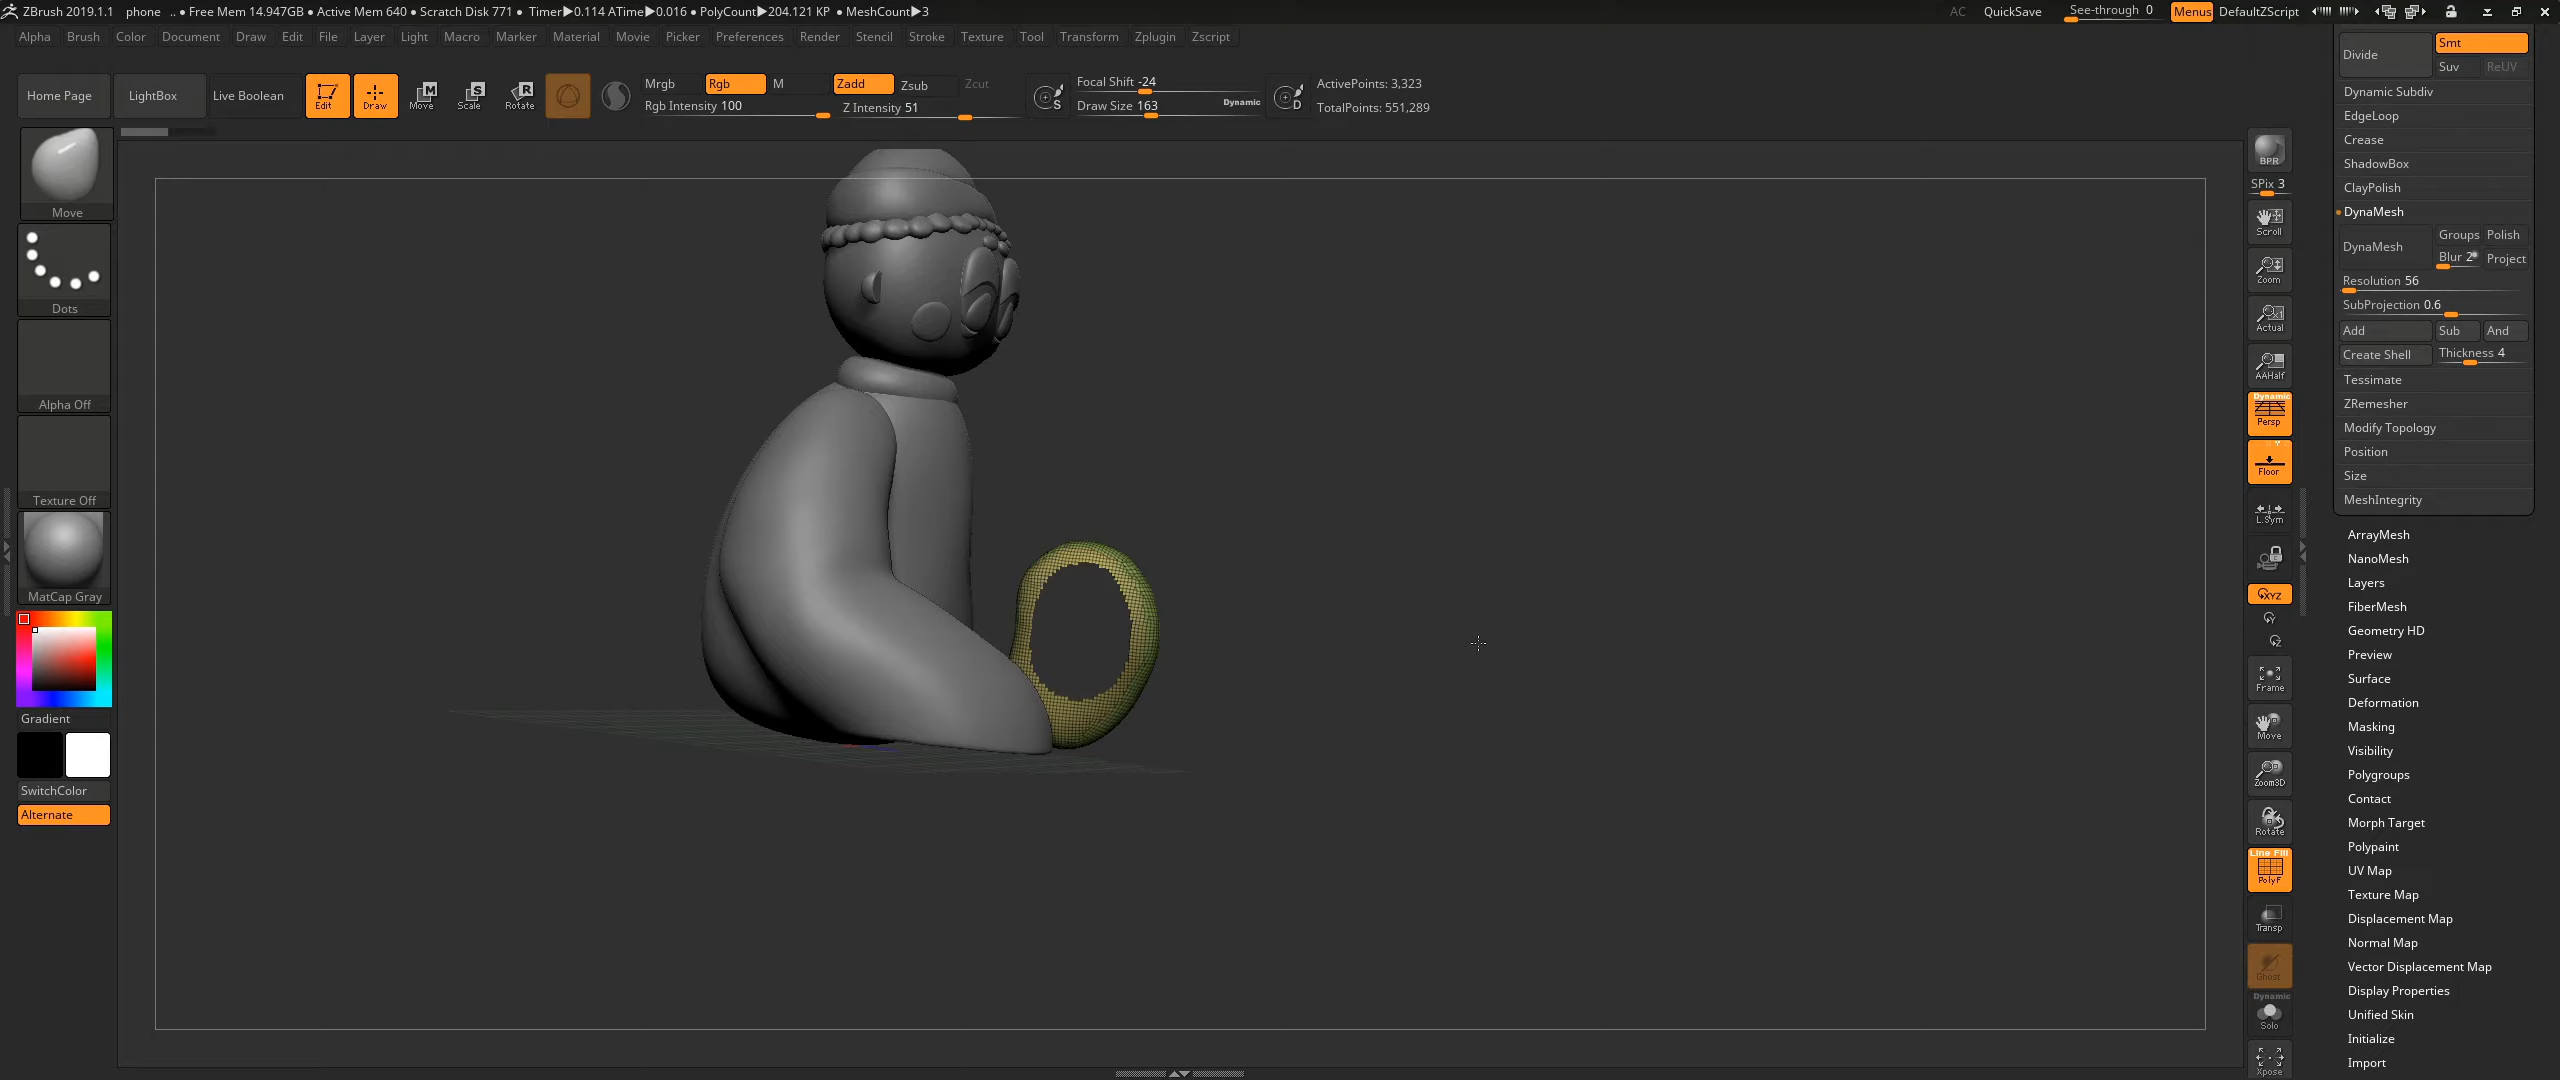 ZBrush 2019.1.1 phone .. ● Free Mem 14.947GB ● Active Mem 640 ● Scratch Disk 771 ● Timer▶0.114 ATime▶0.016 ● PolyCount▶204.121 KP ● MeshCount▶3 AC QuickSave See-through 0 Menus DefaultZScript
Alpha Brush Color Document Draw Edit File Layer Light Macro Marker Material Movie Picker Preferences Render Stencil Stroke Texture Tool Transform Zplugin Zscript
Home Page LightBox Live Boolean Edit Draw Move Scale Rotate
Mrgb Rgb M Zadd Zsub Zcut
Rgb Intensity 100 Z Intensity 51
Focal Shift -24
Draw Size 163 Dynamic
ActivePoints: 3,323
TotalPoints: 551,289
Move
Dots
Alpha Off
Texture Off
MatCap Gray
Gradient
SwitchColor
Alternate
BPR
SPix 3
Scroll
Zoom
Actual
AAHalf
Dynamic
Persp
Floor
L.Sym
XYZ
Frame
Move
Zoom3D
Rotate
Line Fill
PolyF
Transp
Ghost
Dynamic
Solo
Xpose
Divide Smt
Suv ReUV
Dynamic Subdiv
EdgeLoop
Crease
ShadowBox
ClayPolish
DynaMesh
DynaMesh Groups Polish
Blur 2 Project
Resolution 56
SubProjection 0.6
Add Sub And
Create Shell Thickness 4
Tessimate
ZRemesher
Modify Topology
Position
Size
MeshIntegrity
ArrayMesh
NanoMesh
Layers
FiberMesh
Geometry HD
Preview
Surface
Deformation
Masking
Visibility
Polygroups
Contact
Morph Target
Polypaint
UV Map
Texture Map
Displacement Map
Normal Map
Vector Displacement Map
Display Properties
Unified Skin
Initialize
Import